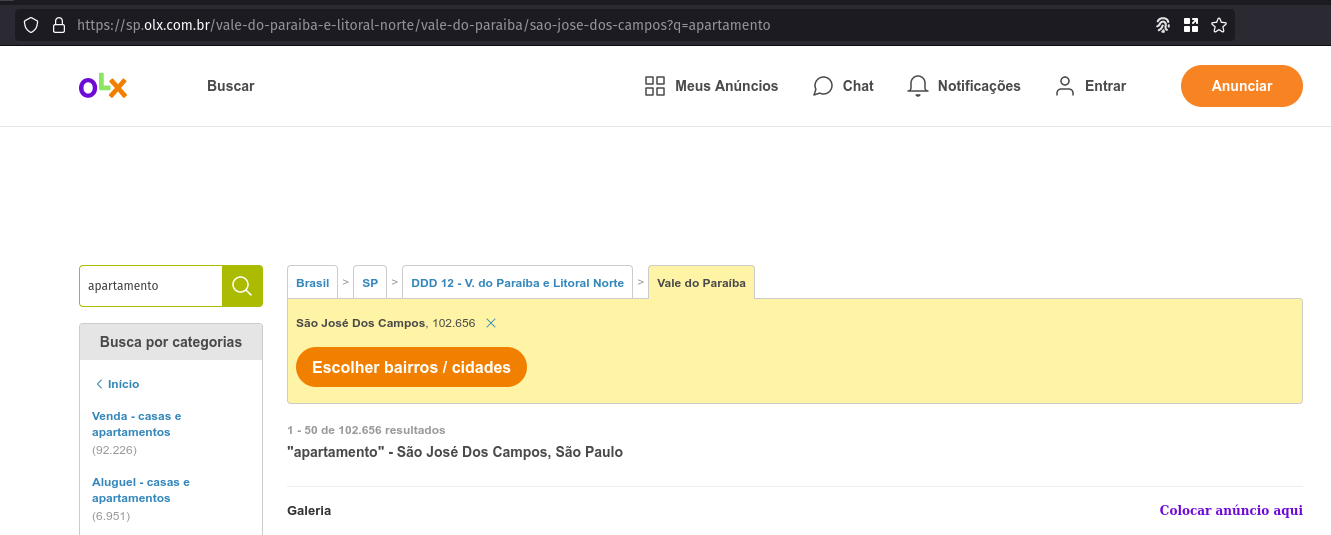 https://sp.olx.com.br/vale-do-paraiba-e-litoral-norte/vale-do-paraiba/sao-jose-dos-campos?q=apartamento
OLX
Buscar
Meus Anúncios
Chat
Notificações
Entrar
Anunciar
apartamento
Brasil > SP > DDD 12 - V. do Paraíba e Litoral Norte > Vale do Paraíba
São José Dos Campos, 102.656
Escolher bairros / cidades
Busca por categorias
Início
Venda - casas e
apartamentos
(92.226)
Aluguel - casas e
apartamentos
(6.951)
1 - 50 de 102.656 resultados
"apartamento" - São José Dos Campos, São Paulo
Galeria
Colocar anúncio aqui